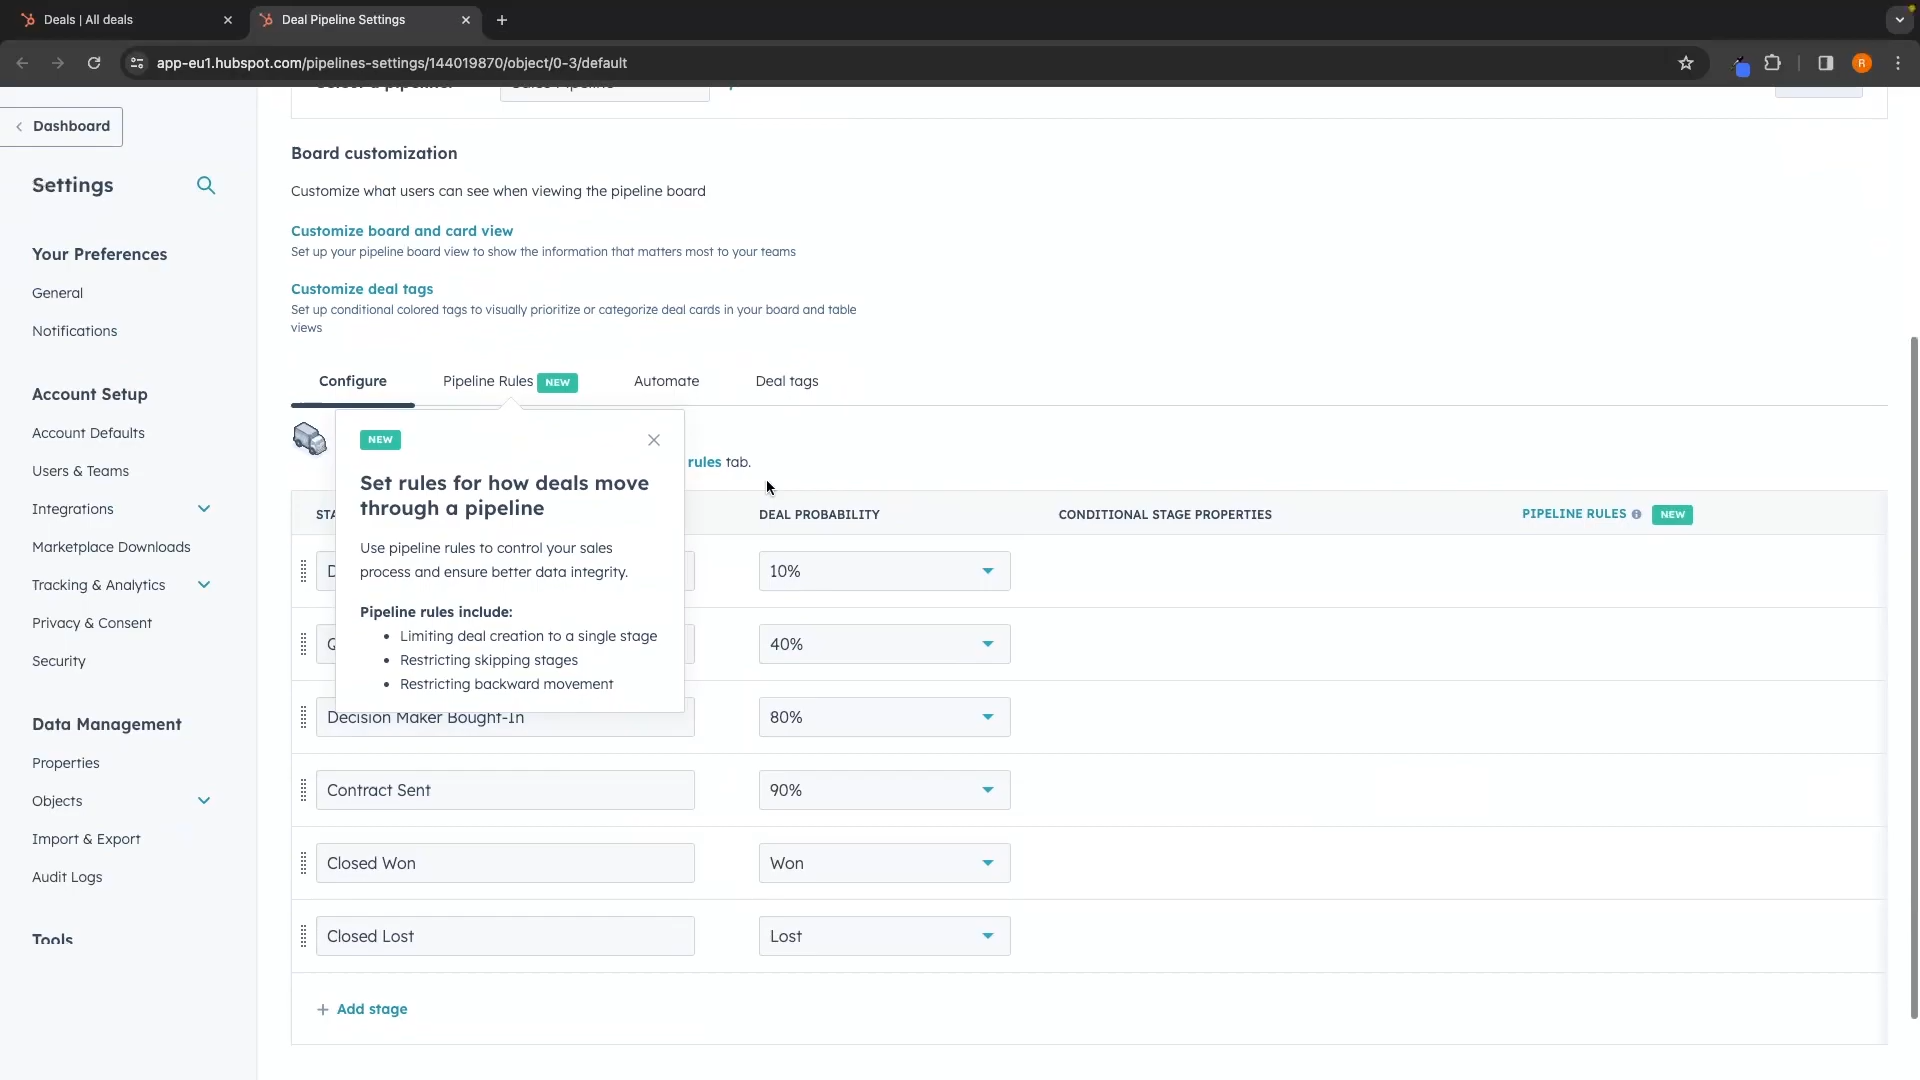 Deals | All deals
Deal Pipeline Settings
app-eu1.hubspot.com/pipelines-settings/144019870/object/0-3/default
R
Dashboard
Settings
Your Preferences
General
Notifications
Account Setup
Account Defaults
Users & Teams
Integrations
Marketplace Downloads
Tracking & Analytics
Privacy & Consent
Security
Data Management
Properties
Objects
Import & Export
Audit Logs
Tools
Board customization
Customize what users can see when viewing the pipeline board
Customize board and card view
Set up your pipeline board view to show the information that matters most to your teams
Customize deal tags
Set up conditional colored tags to visually prioritize or categorize deal cards in your board and table
views
Configure
Pipeline Rules NEW
Automate
Deal tags
NEW
Set rules for how deals move
through a pipeline
Use pipeline rules to control your sales
process and ensure better data integrity.
Pipeline rules include:
• Limiting deal creation to a single stage
• Restricting skipping stages
• Restricting backward movement
rules tab.
STA
DEAL PROBABILITY
CONDITIONAL STAGE PROPERTIES
PIPELINE RULES NEW
D
10%
Q
40%
Decision Maker Bought-In
80%
Contract Sent
90%
Closed Won
Won
Closed Lost
Lost
+ Add stage